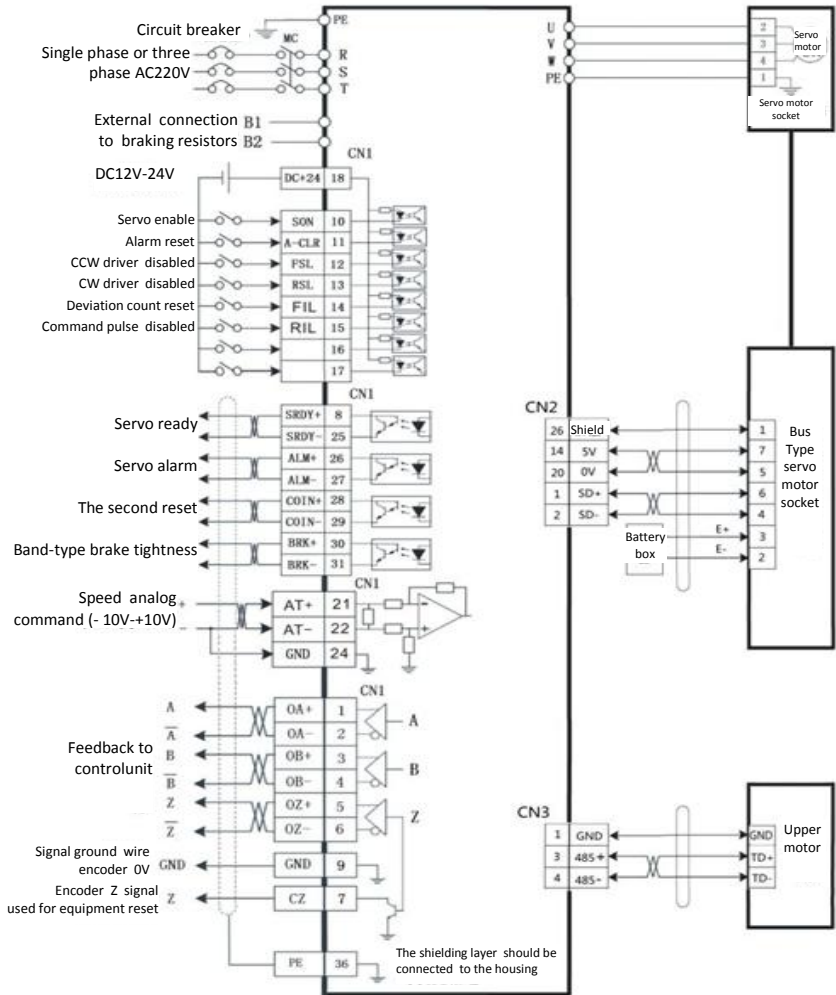 Circuit breaker
PE
MC
Single phase or three
phase AC220V
R
S
T
External connection
to braking resistors
B1
B2
CN1
DC12V-24V
DC+24 18
Servo enable
SON 10
Alarm reset
A-CLR 11
CCW driver disabled
FSL 12
CW driver disabled
RSL 13
Deviation count reset
FIL 14
Command pulse disabled
RIL 15
16
17
CN1
Servo ready
SRDY+ 8
SRDY- 25
Servo alarm
ALM+ 26
ALM- 27
The second reset
COIN+ 28
COIN- 29
Band-type brake tightness
BRK+ 30
BRK- 31
CN1
Speed analog
command (- 10V-+10V)
+
-
AT+ 21
AT- 22
GND 24
-
+
CN1
Feedback to
controlunit
A OA+ 1
A OA- 2
A
B OB+ 3
B OB- 4
B
Z OZ+ 5
Z OZ- 6
Z
Signal ground wire
encoder 0V
GND GND 9
Encoder Z signal
used for equipment reset
Z CZ 7
PE 36
The shielding layer should be
connected to the housing
U
V
W
PE
2
3
4
1
Servo
motor
Servo motor
socket
CN2
26 Shield 1
14 5V 7
20 0V 5
1 SD+ 6
2 SD- 4
Battery
box
E+ 3
E- 2
Bus
Type
servo
motor
socket
CN3
1 GND GND
3 485+ TD+
4 485- TD-
Upper
motor